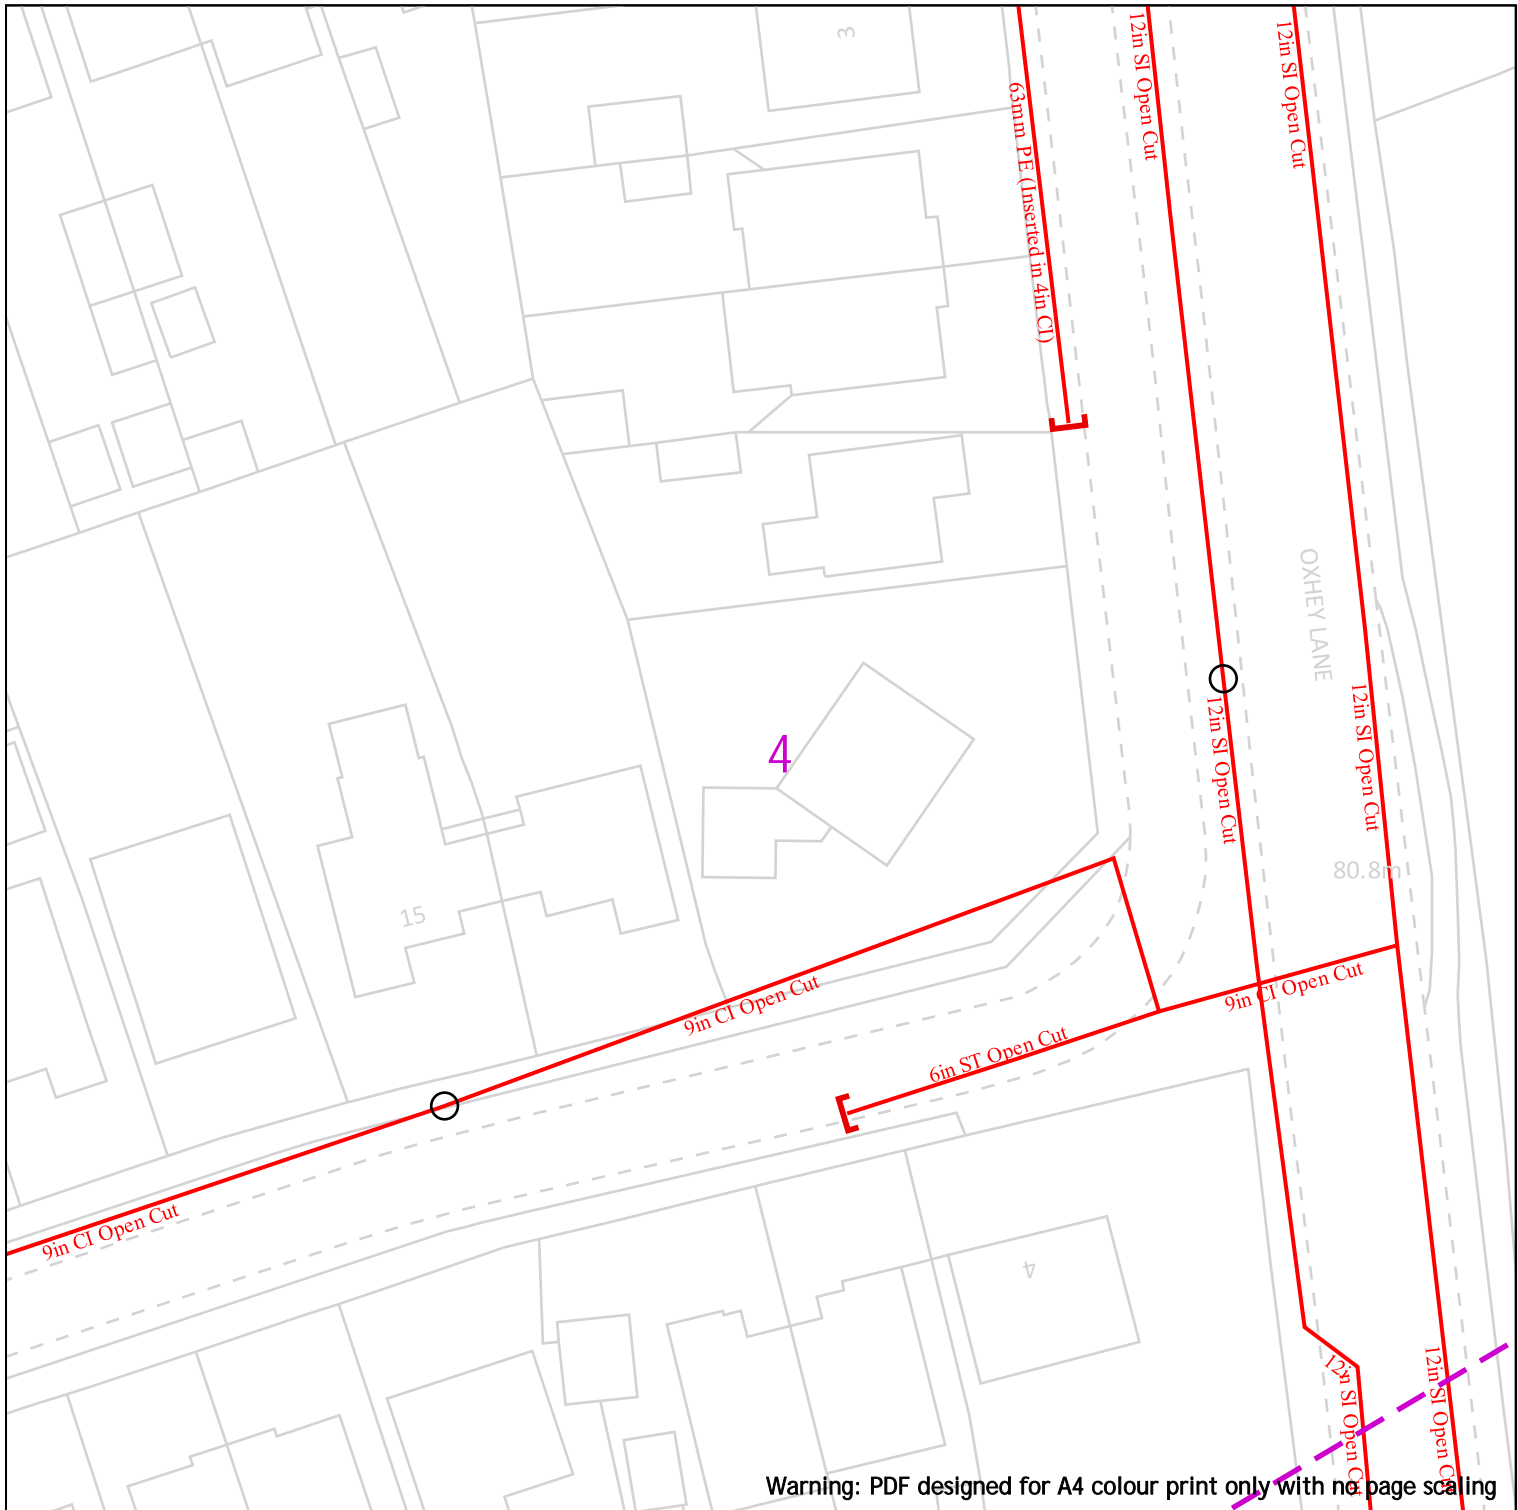 3
12in SI Open Cut
12in SI Open Cut
63mm PE (Inserted in 4in CI)
OXHEY LANE
12in SI Open Cut
12in SI Open Cut
4
80.8m
15
9in CI Open Cut
9in CI Open Cut
6in ST Open Cut
9in CI Open Cut
4
12in SI Open Cut
12in SI Open Cut
Warning: PDF designed for A4 colour print only with no page scaling